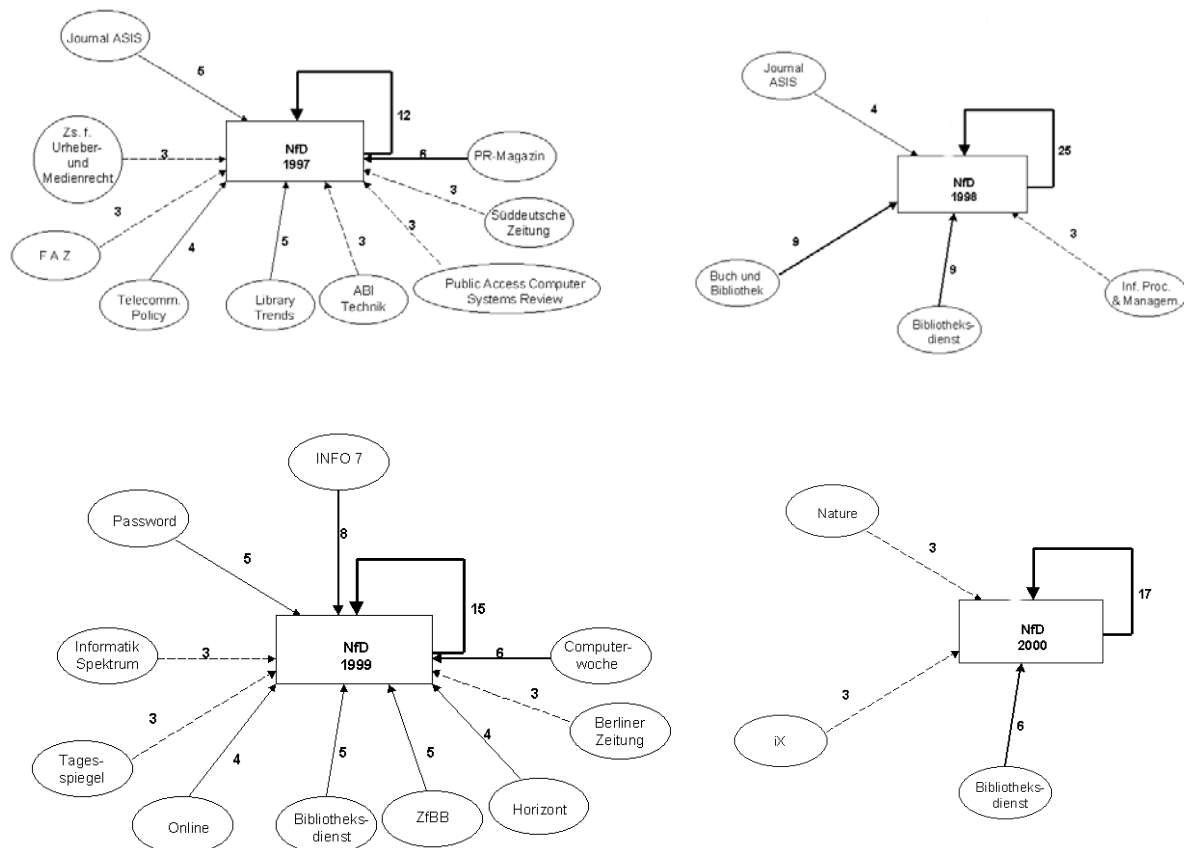 Journal ASIS
5
12
Zs. f.
Urheber-
und
Medienrecht
3
NfD
1997
6
PR-Magazin
3
Süddeutsche
Zeitung
3
F A Z
4
Telecomm.
Policy
5
Library
Trends
3
ABI
Technik
3
Public Access Computer
Systems Review
Journal
ASIS
4
25
NfD
1998
9
Buch und
Bibliothek
9
Bibliotheks-
dienst
3
Inf. Proc.
& Managem.
INFO 7
8
Password
5
15
Informatik
Spektrum
3
NfD
1999
6
Computer-
woche
3
Berliner
Zeitung
3
Tages-
spiegel
4
Online
5
Bibliotheks-
dienst
5
ZfBB
4
Horizont
Nature
3
17
NfD
2000
3
iX
6
Bibliotheks-
dienst